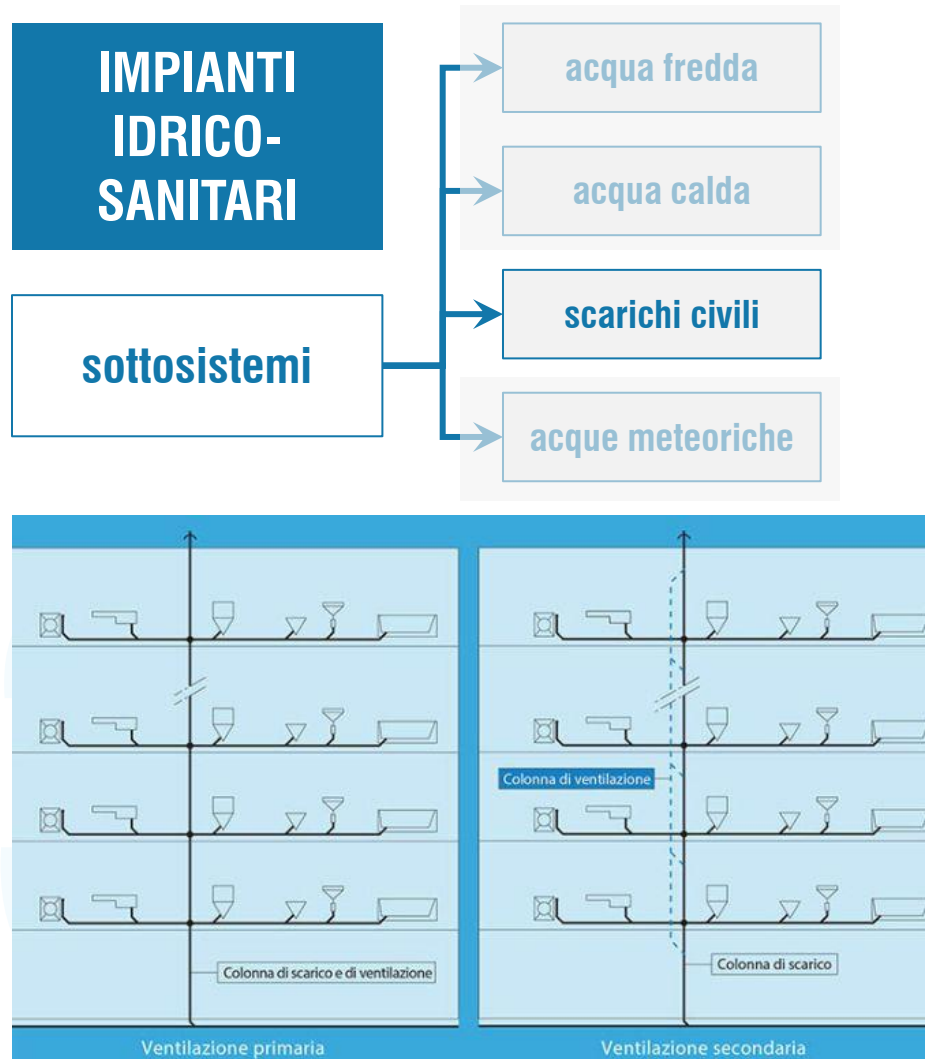 IMPIANTI
IDRICO-
SANITARI
sottosistemi
acqua fredda
acqua calda
scarichi civili
acque meteoriche
Colonna di scarico e di ventilazione
Ventilazione primaria
Colonna di ventilazione
Colonna di scarico
Ventilazione secondaria